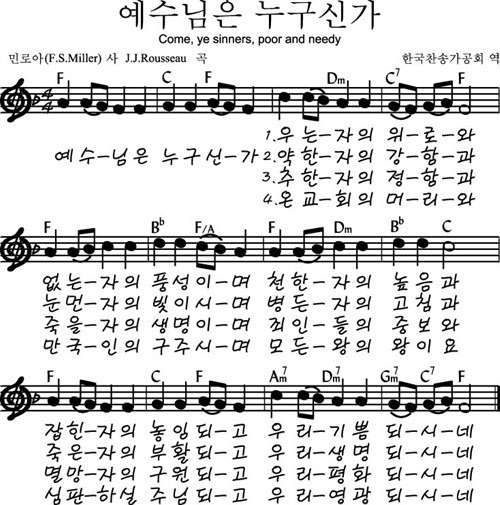 예수님은 누구신가
Come, ye sinners, poor and needy
민로아(F.S.Miller) 사 J.J.Rousseau 곡 한국찬송가공회 역
F C F Dm C7 F
1.우 는-자의 위-로-와
예 수-님은 누구신-가 2.약한-자의 강-함-과
3.추 한-자의 정-함-과
4.온 교-회의 머-리-와
F Bb F/A F Dm Bb C
없는-자의 풍성이-며 천한-자의 높음과
눈먼-자의 빛이시-며 병든-자의 고침과
죽을-자의 생명이-며 죄인-들의 중보와
만국-인의 구주시-며 모든-왕의 왕이요
F C F Am7 Dm7 Gm7 C7 F
잡힌-자의 놓임되-고 우리-기쁨 되-시-네
죽은-자의 부활되-고 우리-생명 되-시-네
멸망-자의 구원되-고 우리-평화 되-시-네
심판-하실 주님되-고 우리-영광 되-시-네